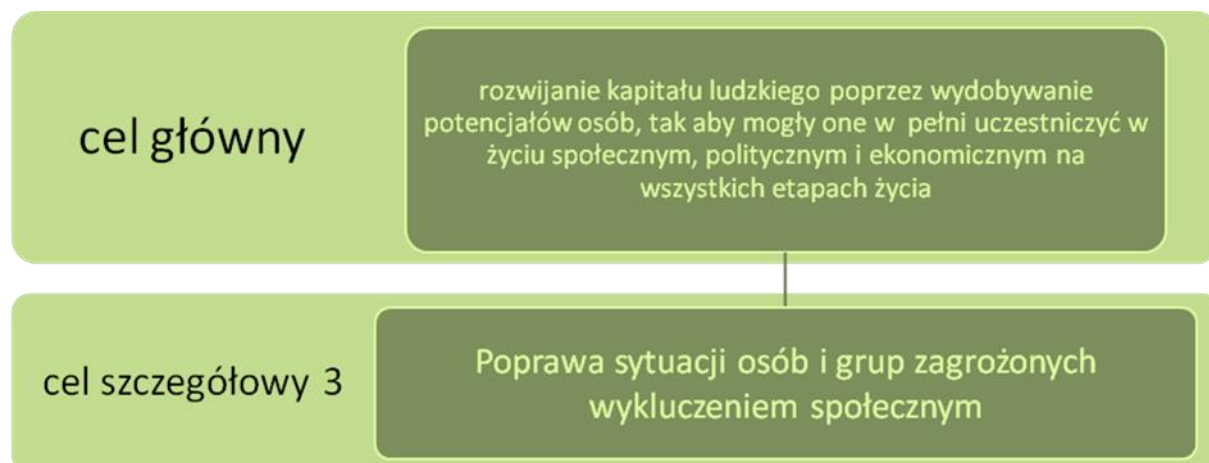 cel główny
rozwijanie kapitału ludzkiego poprzez wydobywanie
potencjałów osób, tak aby mogły one w pełni uczestniczyć w
życiu społecznym, politycznym i ekonomicznym na
wszystkich etapach życia
cel szczegółowy 3
Poprawa sytuacji osób i grup zagrożonych
wykluczeniem społecznym